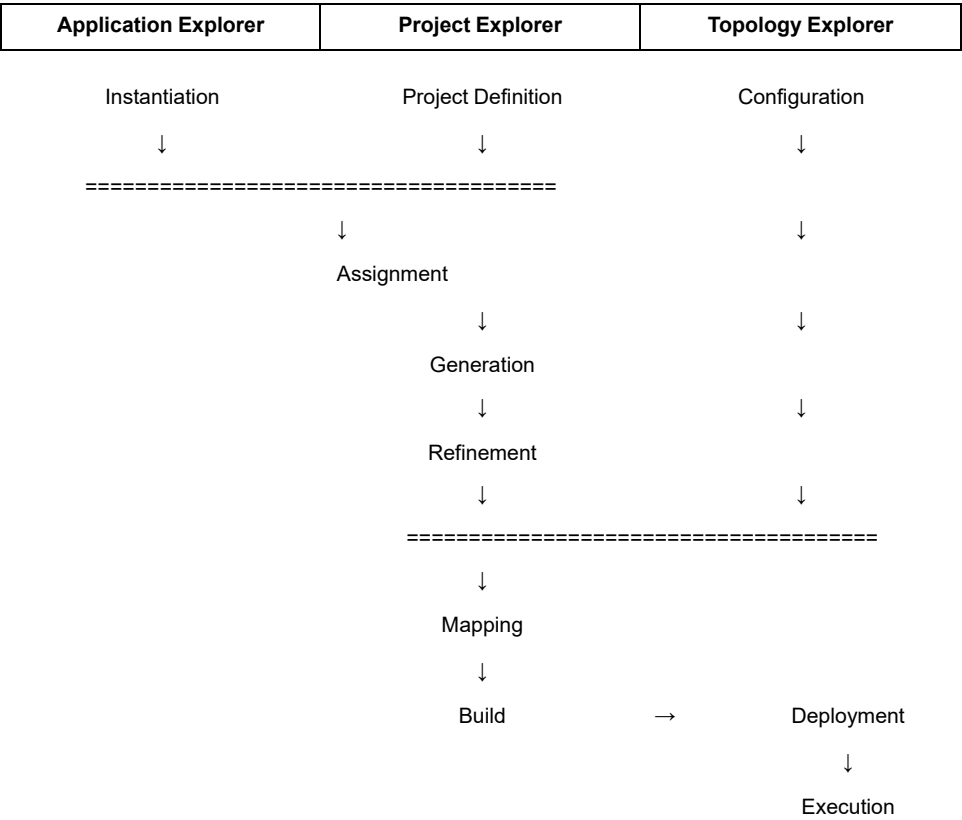 Application Explorer Project Explorer Topology Explorer
Instantiation Project Definition Configuration
↓ ↓ ↓
======================================
↓ ↓
Assignment
↓ ↓
Generation
↓ ↓
Refinement
↓ ↓
======================================
↓
Mapping
↓
Build → Deployment
↓
Execution